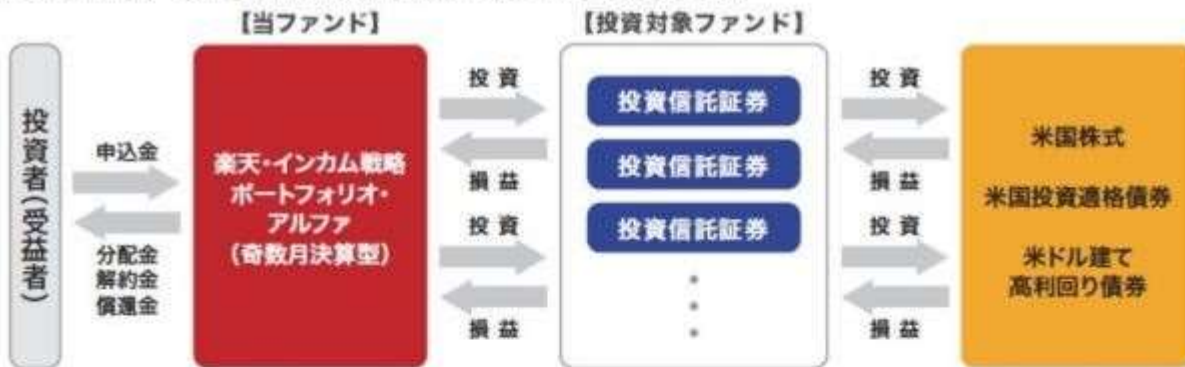 【当ファンド】
【投資対象ファンド】
投資者(受益者)
申込金
分配金
解約金
償還金
楽天・インカム戦略
ポートフォリオ・
アルファ
(奇数月決算型)
投資
損益
投資
損益
投資信託証券
投資信託証券
投資信託証券
投資
損益
投資
損益
米国株式
米国投資適格債券
米ドル建て
高利回り債券